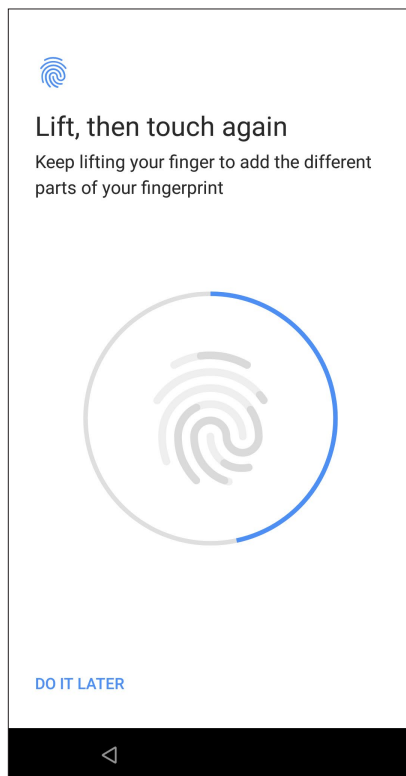 Lift, then touch again
Keep lifting your finger to add the different
parts of your fingerprint
DO IT LATER